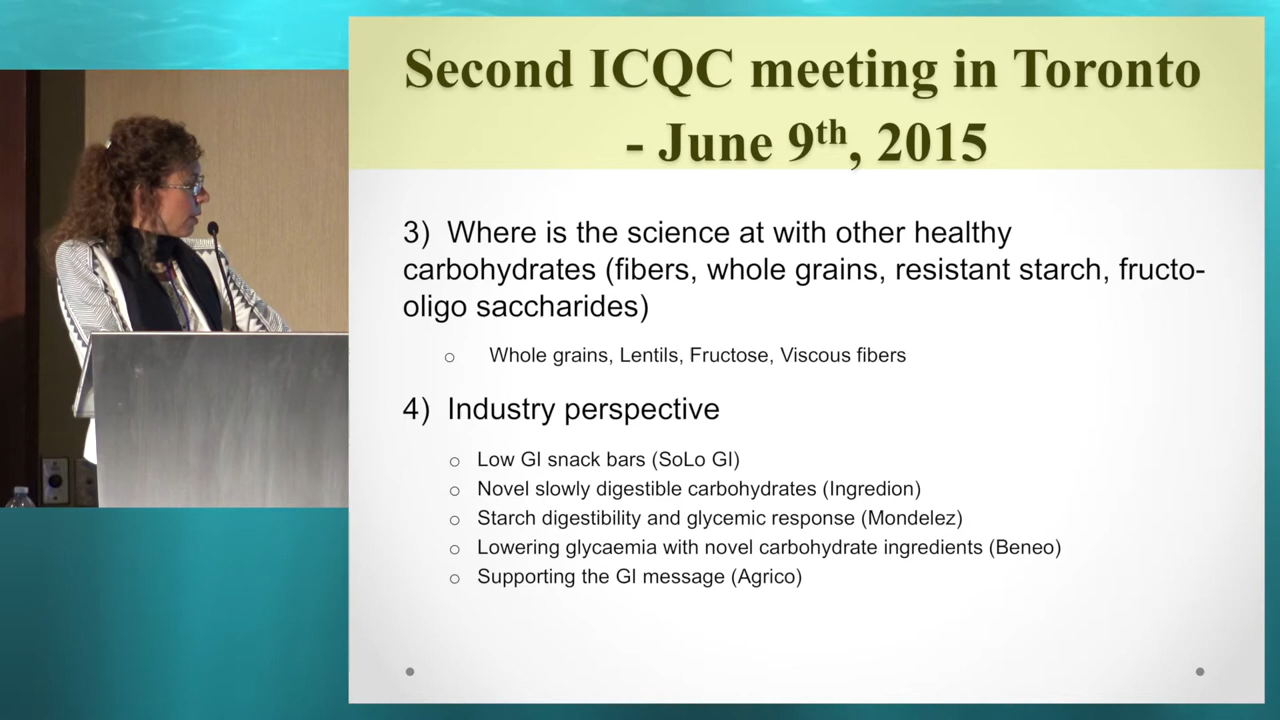 Second ICQC meeting in Toronto
- June 9th, 2015
3) Where is the science at with other healthy
carbohydrates (fibers, whole grains, resistant starch, fructo-
oligo saccharides)
o Whole grains, Lentils, Fructose, Viscous fibers
4) Industry perspective
o Low GI snack bars (SoLo GI)
o Novel slowly digestible carbohydrates (Ingredion)
o Starch digestibility and glycemic response (Mondelez)
o Lowering glycaemia with novel carbohydrate ingredients (Beneo)
o Supporting the GI message (Agrico)